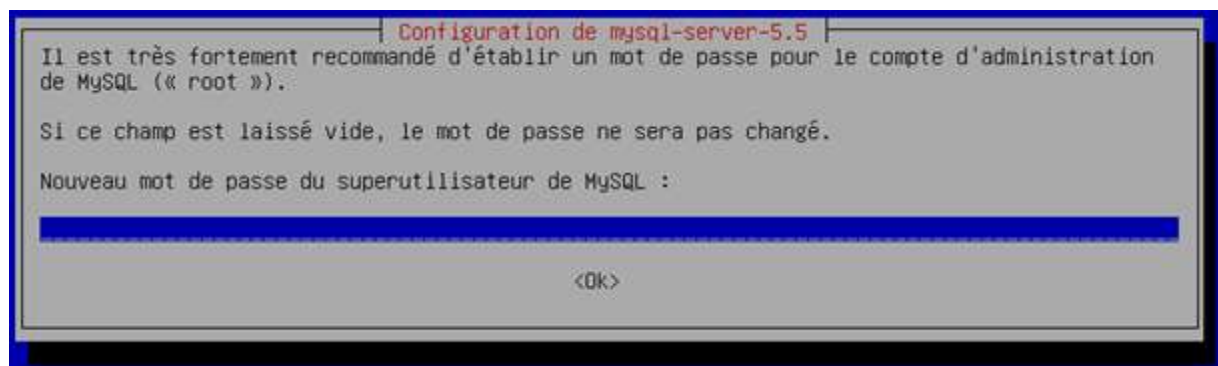 Configuration de mysql-server-5.5
Il est très fortement recommandé d'établir un mot de passe pour le compte d'administration
de MySQL (« root »).
Si ce champ est laissé vide, le mot de passe ne sera pas changé.
Nouveau mot de passe du superutilisateur de MySQL :
<Ok>